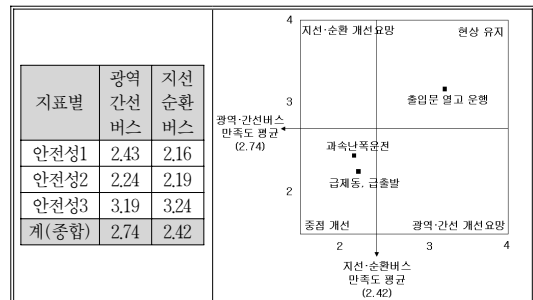 지표별 광역 간선 버스 지선 순환 버스
안전성1 2.43 2.16
안전성2 2.24 2.19
안전성3 3.19 3.24
계(종합) 2.74 2.42
4
지선·순환 개선요망 현상 유지
출입문 열고 운행
3
광역·간선버스
만족도 평균
(2.74)
과속난폭운전
급제동, 급출발
2
중점 개선 광역·간선 개선요망
2 3 4
지선·순환버스
만족도 평균
(2.42)